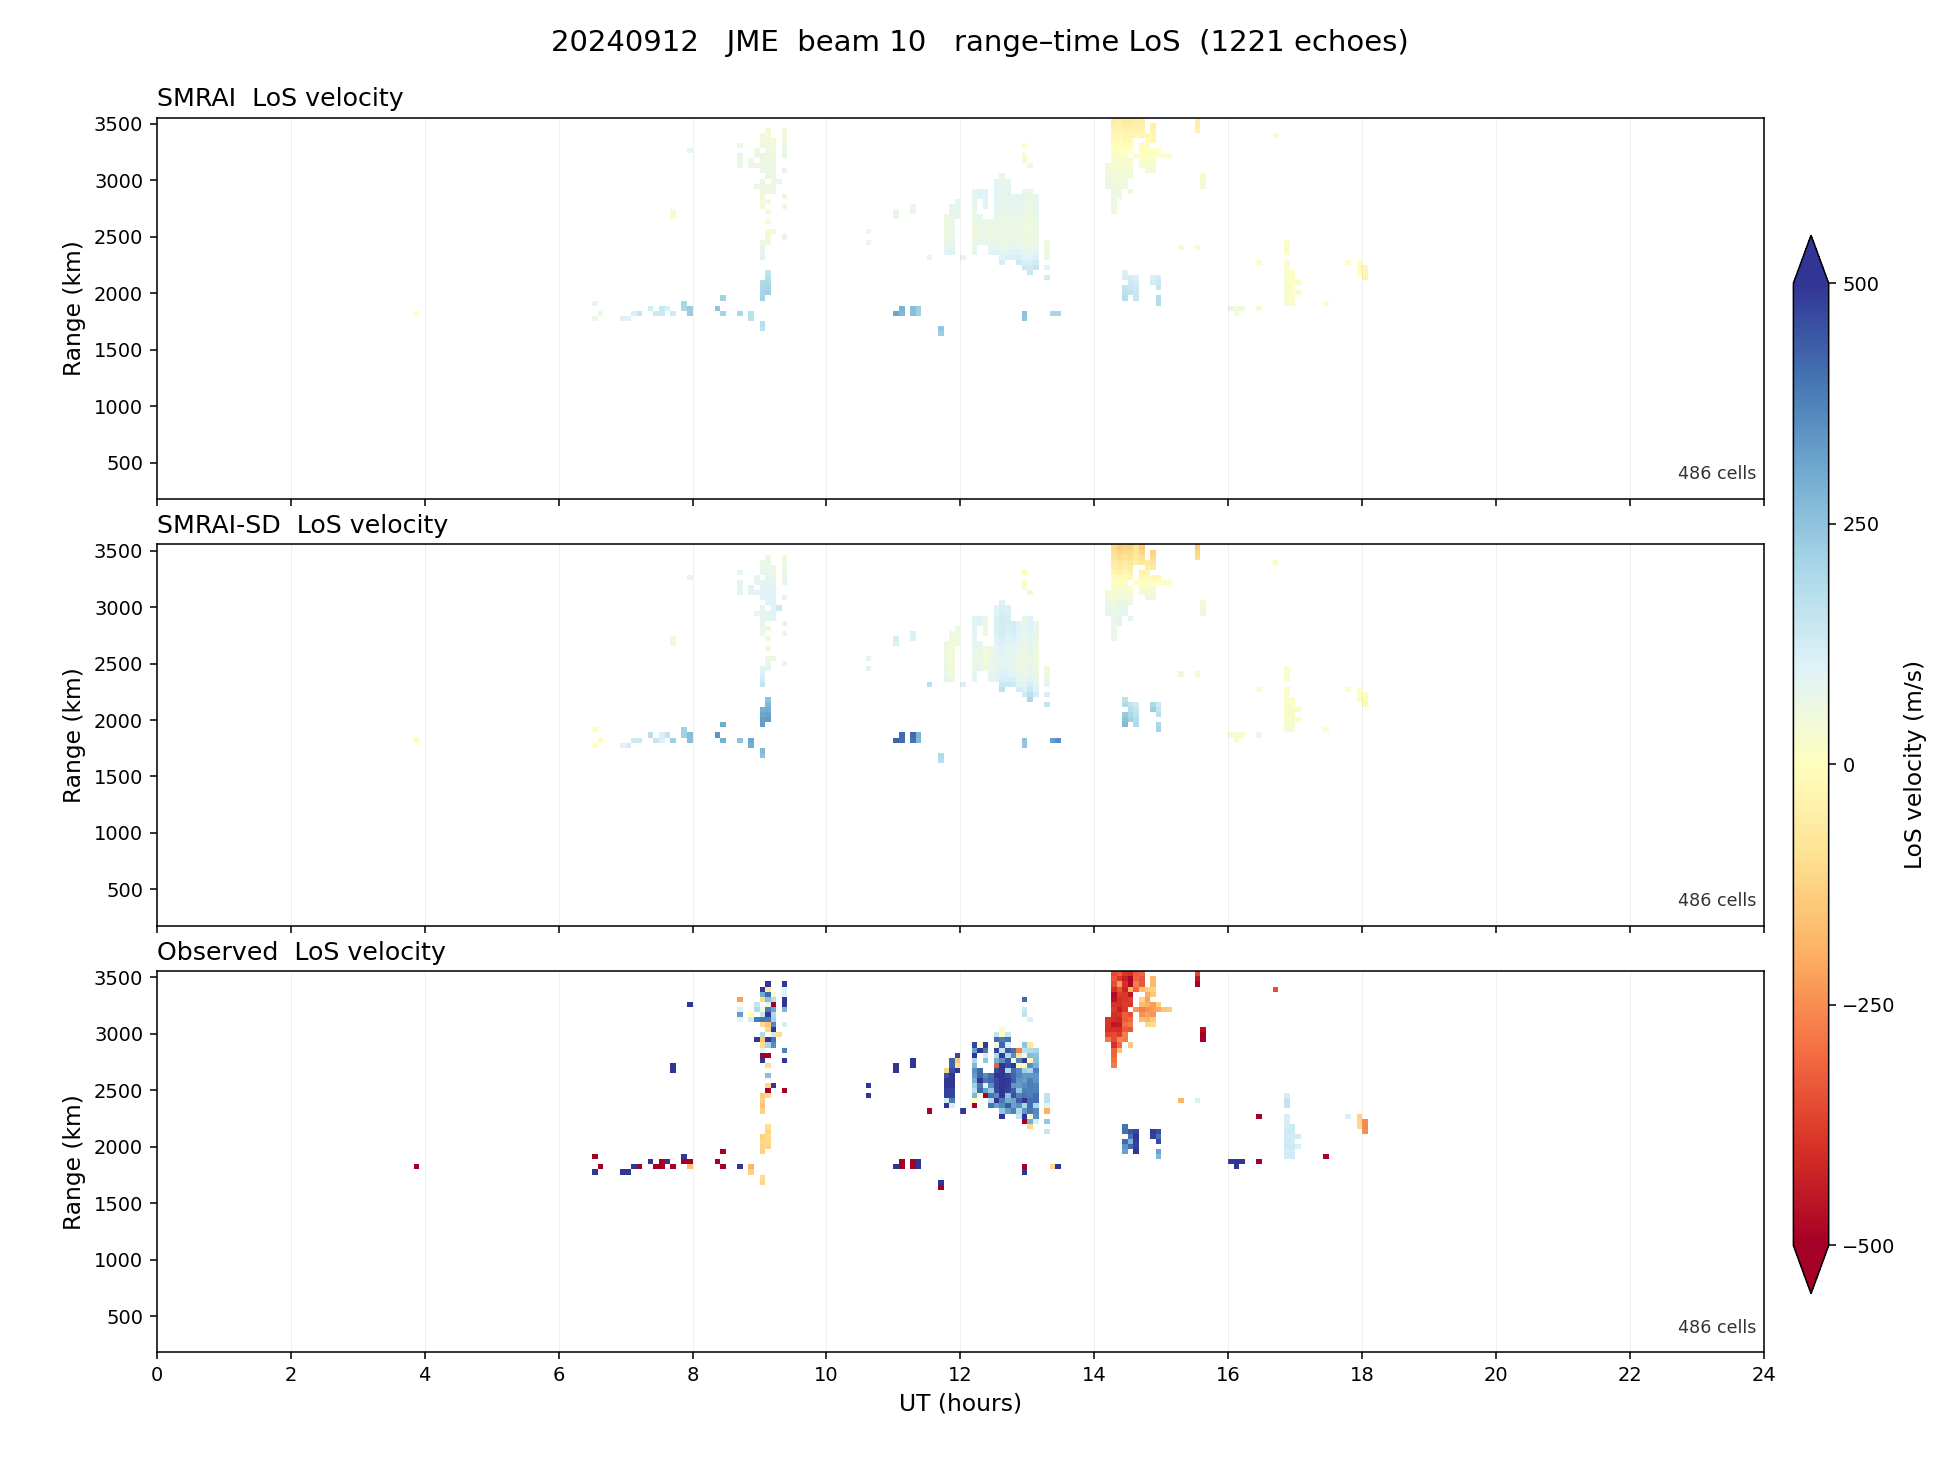 20240912   JME  beam 10   range–time LoS  (1221 echoes)
SMRAI  LoS velocity
3500
3000
2500
2000
1500
1000
500
Range (km)
486 cells
SMRAI-SD  LoS velocity
3500
3000
2500
2000
1500
1000
500
Range (km)
486 cells
Observed  LoS velocity
3500
3000
2500
2000
1500
1000
500
Range (km)
486 cells
0 2 4 6 8 10 12 14 16 18 20 22 24
UT (hours)
500
250
0
−250
−500
LoS velocity (m/s)